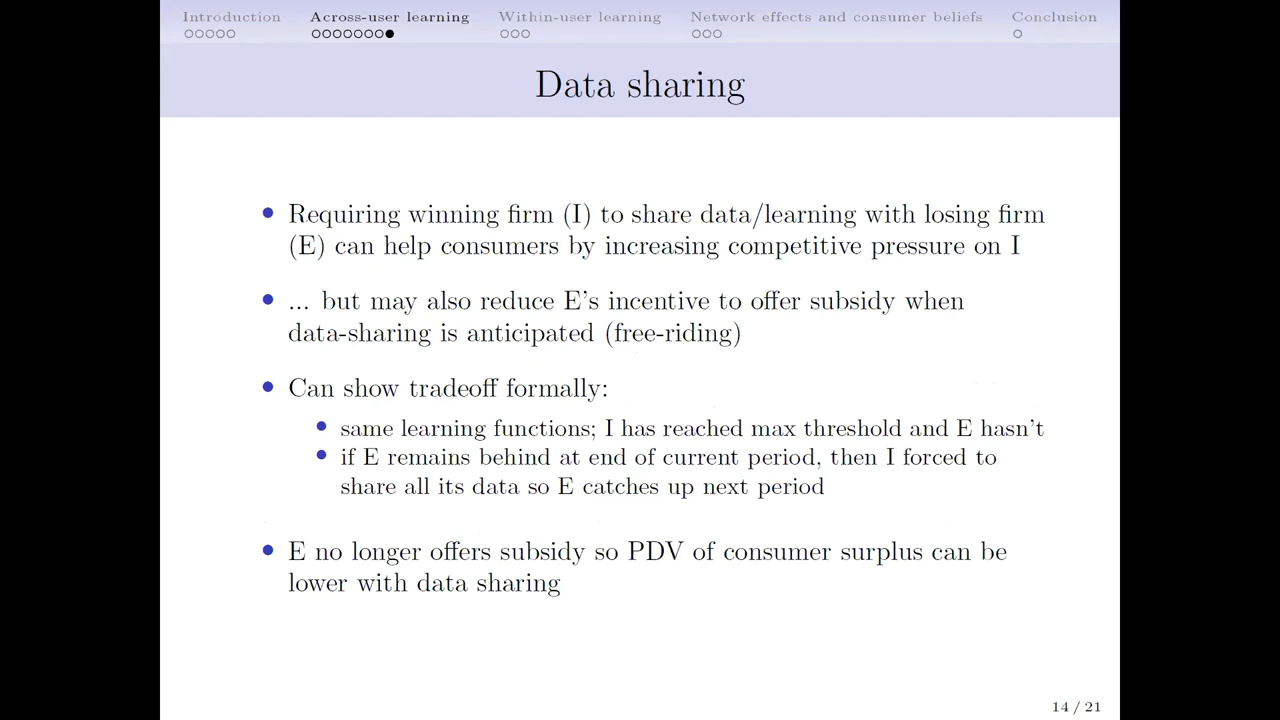 Introduction Across-user learning Within-user learning Network effects and consumer beliefs Conclusion
Data sharing
Requiring winning firm (I) to share data/learning with losing firm
(E) can help consumers by increasing competitive pressure on I
... but may also reduce E's incentive to offer subsidy when
data-sharing is anticipated (free-riding)
Can show tradeoff formally:
same learning functions; I has reached max threshold and E hasn't
if E remains behind at end of current period, then I forced to
share all its data so E catches up next period
E no longer offers subsidy so PDV of consumer surplus can be
lower with data sharing
14 / 21